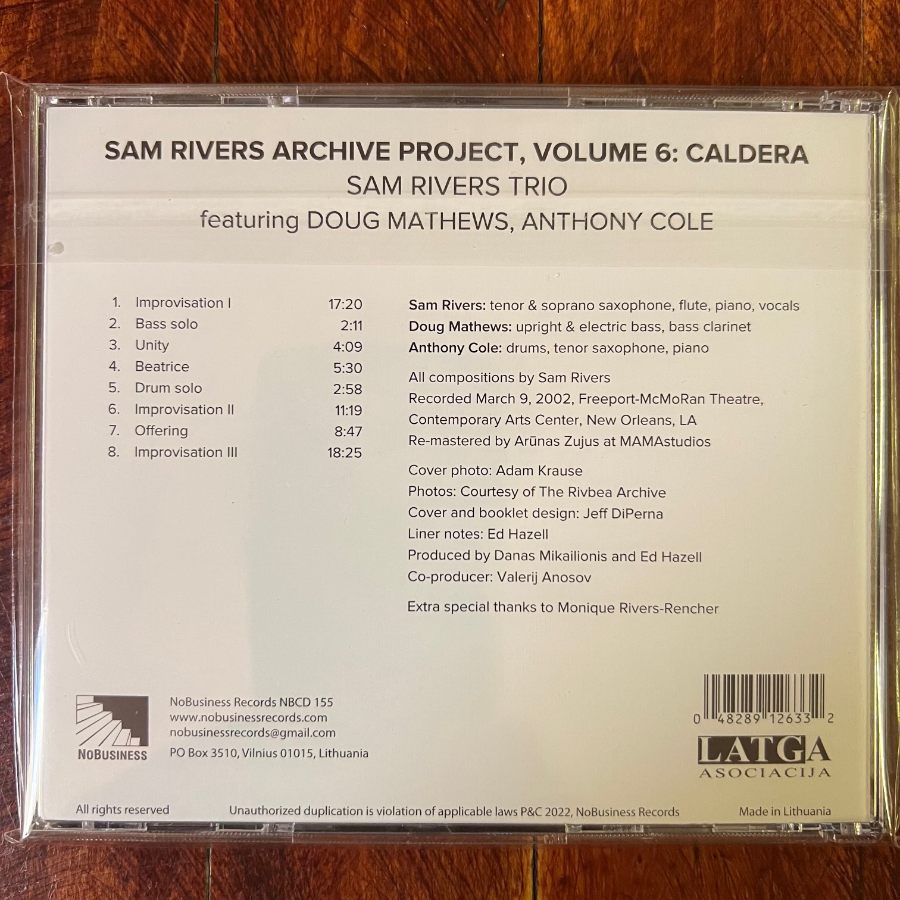 SAM RIVERS ARCHIVE PROJECT, VOLUME 6: CALDERA
SAM RIVERS TRIO
featuring DOUG MATHEWS, ANTHONY COLE
1. Improvisation I 17:20
2. Bass solo 2:11
3. Unity 4:09
4. Beatrice 5:30
5. Drum solo 2:58
6. Improvisation II 11:19
7. Offering 8:47
8. Improvisation III 18:25
Sam Rivers: tenor & soprano saxophone, flute, piano, vocals
Doug Mathews: upright & electric bass, bass clarinet
Anthony Cole: drums, tenor saxophone, piano
All compositions by Sam Rivers
Recorded March 9, 2002, Freeport-McMoRan Theatre,
Contemporary Arts Center, New Orleans, LA
Re-mastered by Arūnas Zujus at MAMAstudios
Cover photo: Adam Krause
Photos: Courtesy of The Rivbea Archive
Cover and booklet design: Jeff DiPerna
Liner notes: Ed Hazell
Produced by Danas Mikailionis and Ed Hazell
Co-producer: Valerij Anosov
Extra special thanks to Monique Rivers-Rencher
NOBUSINESS
NoBusiness Records NBCD 155
www.nobusinessrecords.com
nobusinessrecords@gmail.com
PO Box 3510, Vilnius 01015, Lithuania
0 48289 12633 2
LATGA
ASOCIACIJA
All rights reserved
Unauthorized duplication is violation of applicable laws P&C 2022, NoBusiness Records
Made in Lithuania